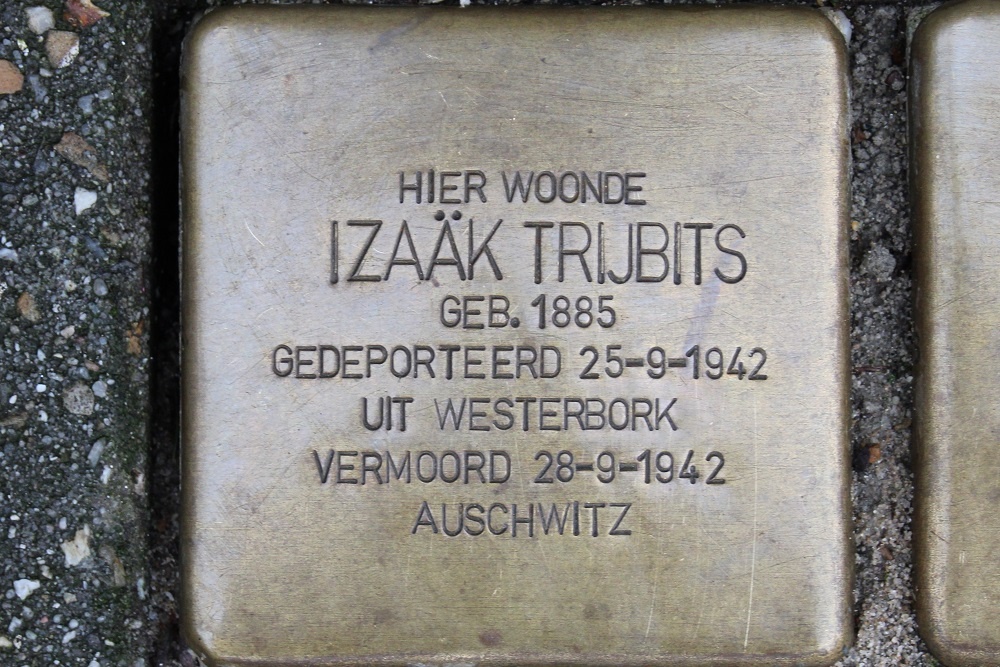 HIER WOONDE
IZAÄK TRIJBITS
GEB. 1885
GEDEPORTEERD 25-9-1942
UIT WESTERBORK
VERMOORD 28-9-1942
AUSCHWITZ